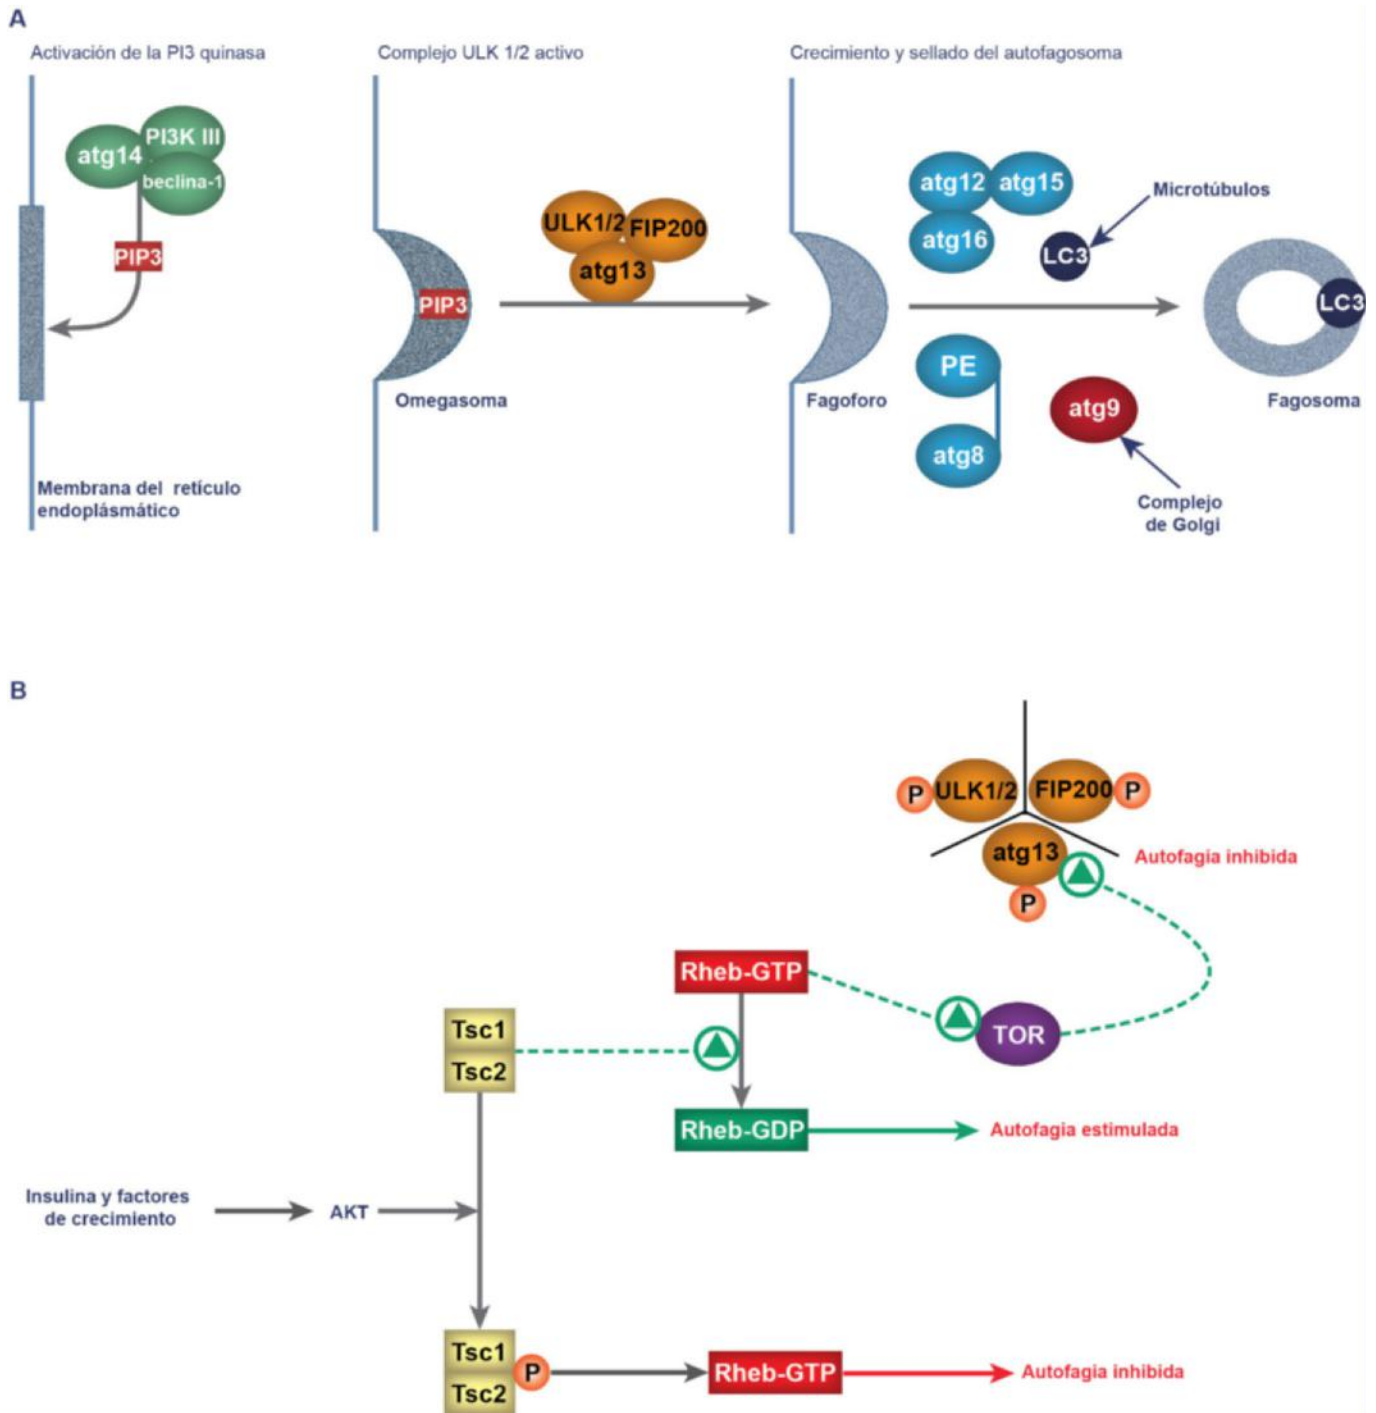 A
Activación de la PI3 quinasa
Complejo ULK 1/2 activo
Crecimiento y sellado del autofagosoma
atg14
PI3K III
beclina-1
PIP3
Membrana del retículo
endoplásmático
PIP3
Omegasoma
ULK1/2
FIP200
atg13
Fagoforo
atg12
atg15
atg16
Microtúbulos
LC3
PE
atg8
atg9
Complejo
de Golgi
LC3
Fagosoma
B
P
ULK1/2
FIP200
P
atg13
P
Autofagia inhibida
Rheb-GTP
TOR
Tsc1
Tsc2
Rheb-GDP
Autofagia estimulada
Insulina y factores
de crecimiento
AKT
Tsc1
Tsc2
P
Rheb-GTP
Autofagia inhibida